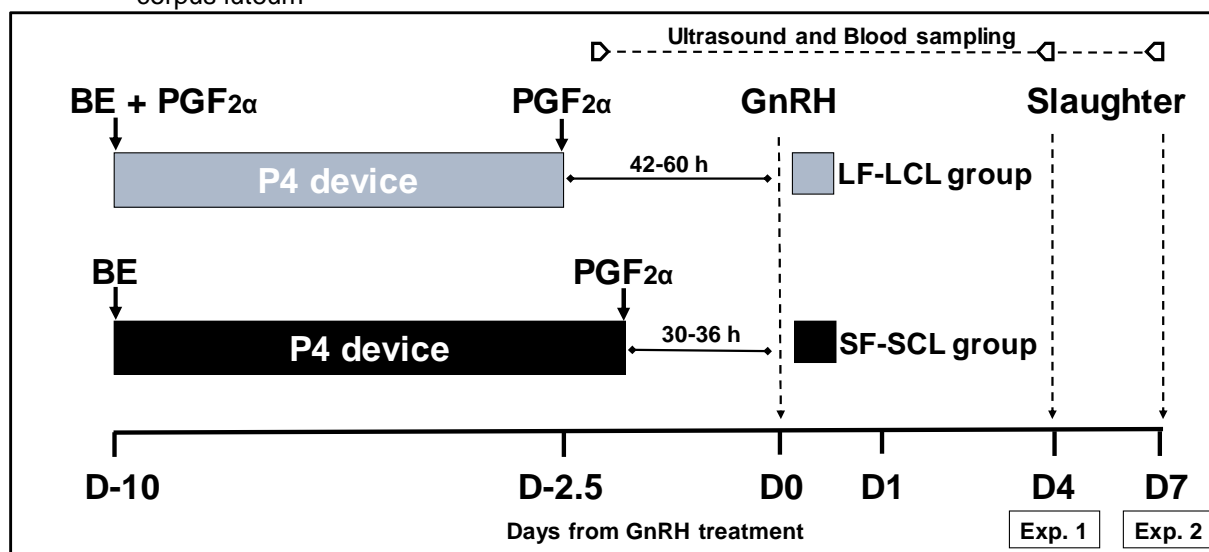 corpus luteum
Ultrasound and Blood sampling
BE + PGF2α PGF2α GnRH Slaughter
P4 device 42-60 h LF-LCL group
BE PGF2α
P4 device 30-36 h SF-SCL group
D-10 D-2.5 D0 D1 D4 D7
Days from GnRH treatment Exp. 1 Exp. 2